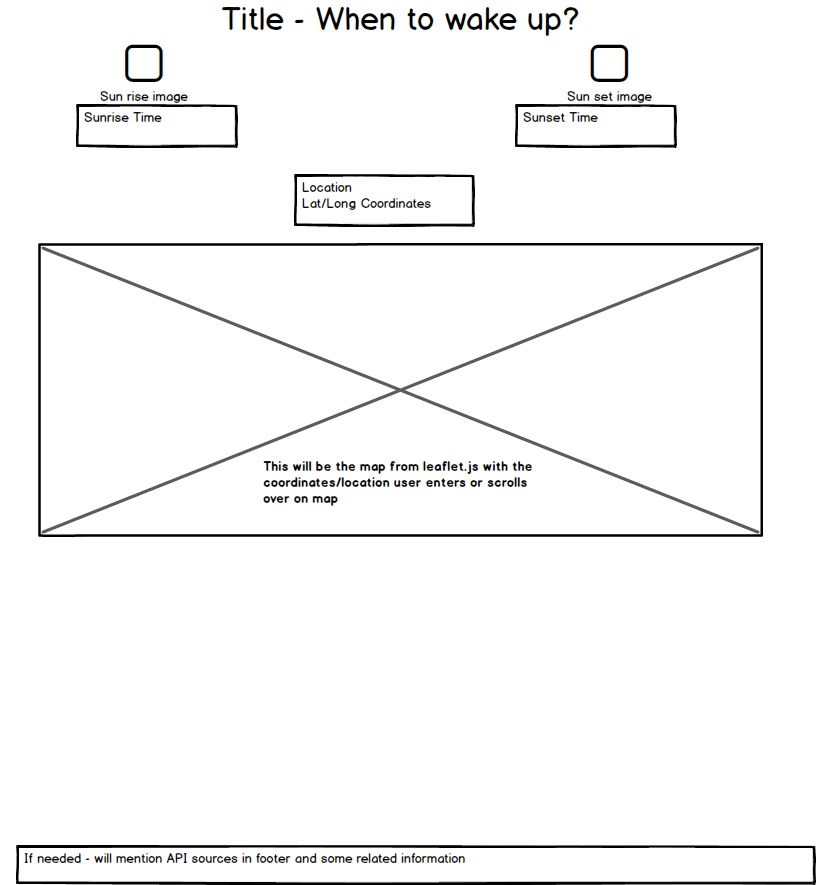 Title - When to wake up?
Sun rise image
Sun set image
Sunrise Time
Sunset Time
Location
Lat/Long Coordinates
This will be the map from leaflet.js with the
coordinates/location user enters or scrolls
over on map
If needed - will mention API sources in footer and some related information